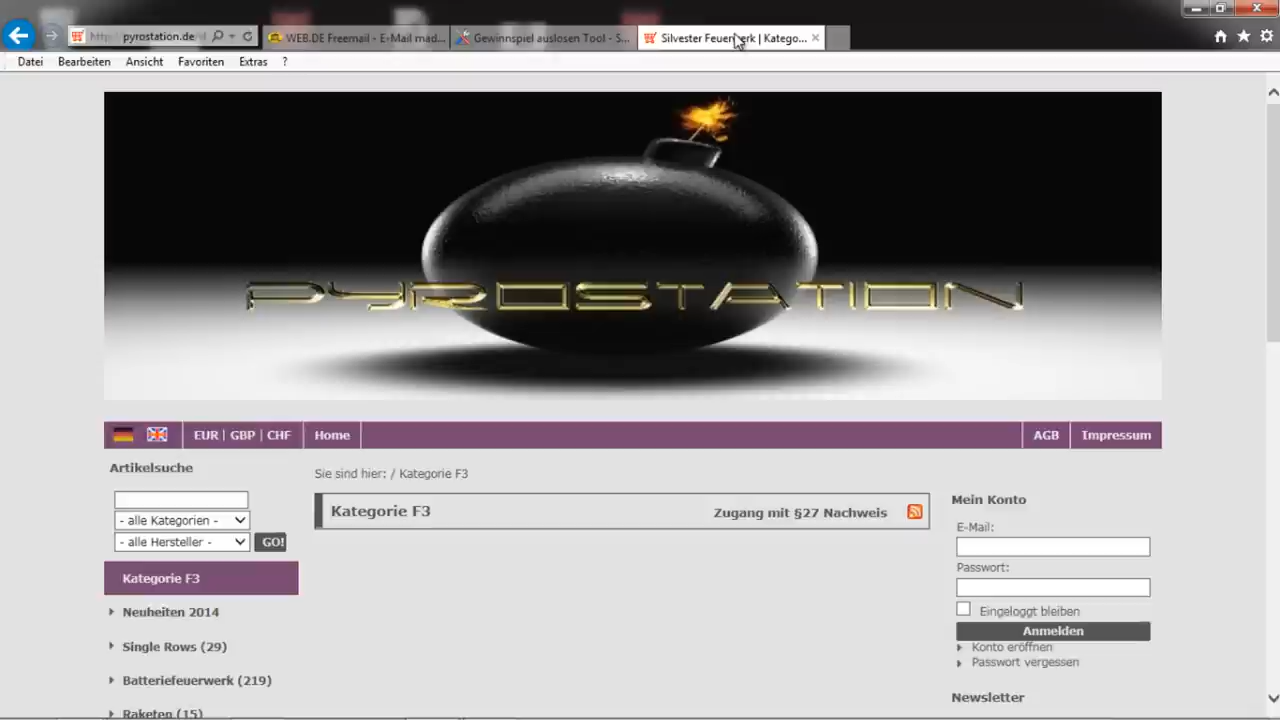 http:// pyrostation.de/
WEB.DE Freemail - E-Mail mad...
Gewinnspiel auslosen Tool - S...
Silvester Feuerwerk | Katego...
Datei Bearbeiten Ansicht Favoriten Extras ?
PYROSTATION
EUR | GBP | CHF Home AGB Impressum
Artikelsuche
- alle Kategorien -
- alle Hersteller - GO!
Kategorie F3
Neuheiten 2014
Single Rows (29)
Batteriefeuerwerk (219)
Raketen (15)
Sie sind hier: / Kategorie F3
Kategorie F3 Zugang mit §27 Nachweis
Mein Konto
E-Mail:
Passwort:
Eingeloggt bleiben
Anmelden
Konto eröffnen
Passwort vergessen
Newsletter